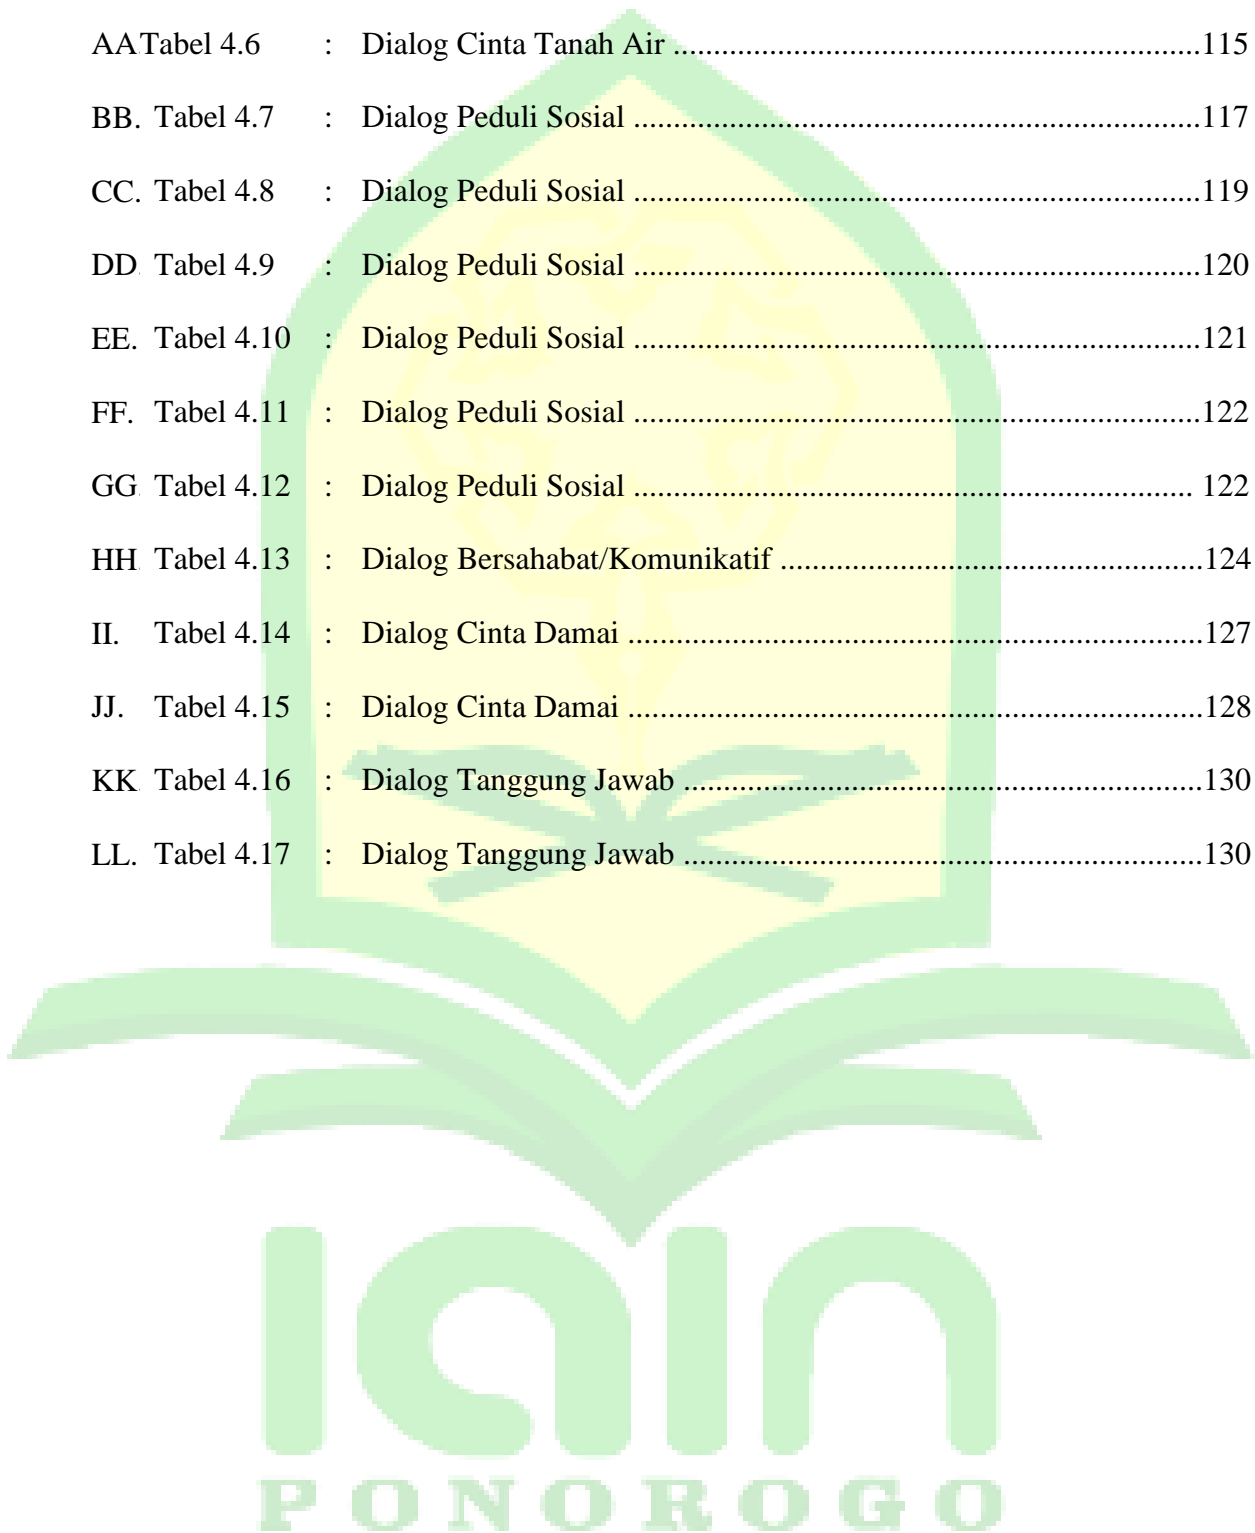 AATabel 4.6 : Dialog Cinta Tanah Air ....................................................................115
BB. Tabel 4.7 : Dialog Peduli Sosial .........................................................................117
CC. Tabel 4.8 : Dialog Peduli Sosial .........................................................................119
DD. Tabel 4.9 : Dialog Peduli Sosial .........................................................................120
EE. Tabel 4.10 : Dialog Peduli Sosial .........................................................................121
FF. Tabel 4.11 : Dialog Peduli Sosial .........................................................................122
GG. Tabel 4.12 : Dialog Peduli Sosial ........................................................................ 122
HH. Tabel 4.13 : Dialog Bersahabat/Komunikatif ......................................................124
II. Tabel 4.14 : Dialog Cinta Damai ..........................................................................127
JJ. Tabel 4.15 : Dialog Cinta Damai ..........................................................................128
KK. Tabel 4.16 : Dialog Tanggung Jawab ...................................................................130
LL. Tabel 4.17 : Dialog Tanggung Jawab ...................................................................130
iain
PONOROGO